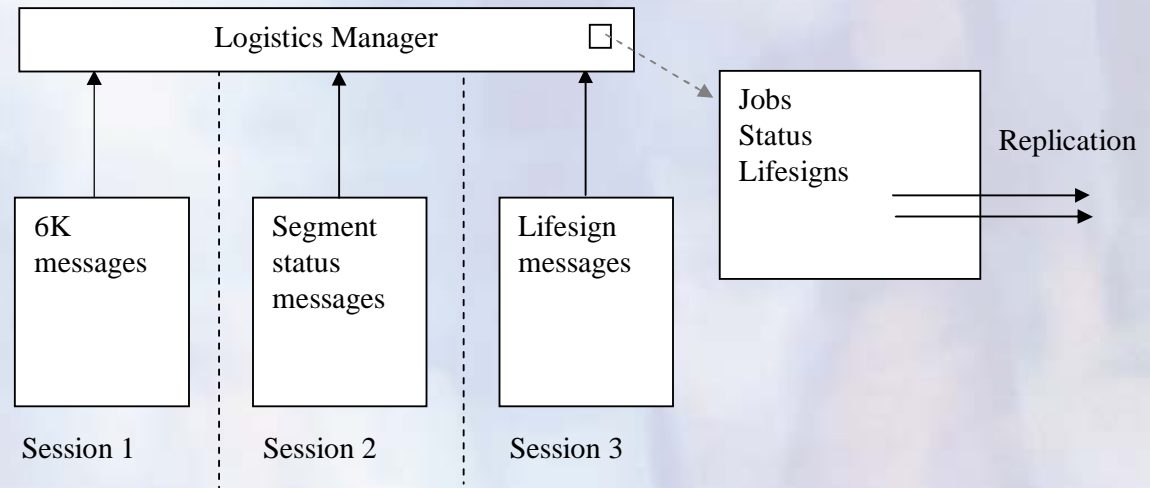 Logistics Manager
Jobs
Status
Lifesigns
Replication
6K
messages
Segment
status
messages
Lifesign
messages
Session 1
Session 2
Session 3